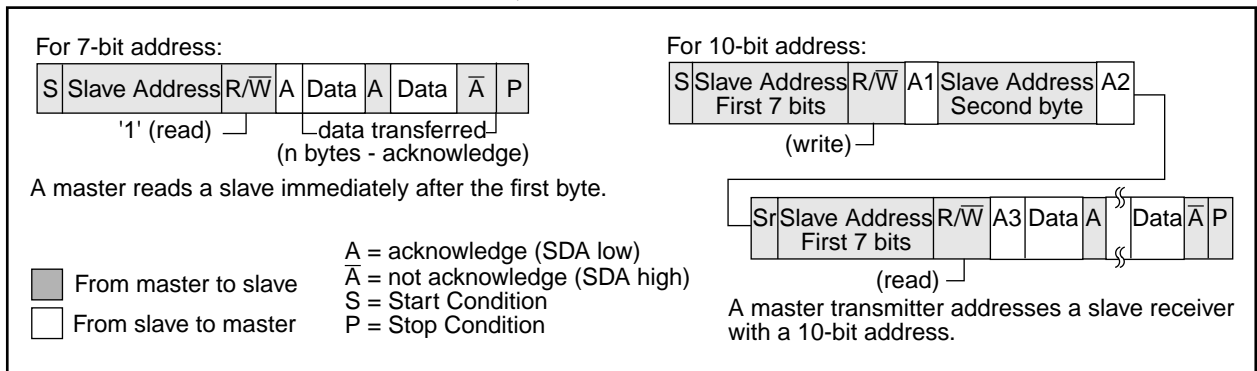 For 7-bit address:
S Slave Address R/W̅ A Data A Data A̅ P
'1' (read) data transferred
(n bytes - acknowledge)
A master reads a slave immediately after the first byte.
From master to slave
From slave to master
A = acknowledge (SDA low)
A̅ = not acknowledge (SDA high)
S = Start Condition
P = Stop Condition
For 10-bit address:
S Slave Address First 7 bits R/W̅ A1 Slave Address Second byte A2
(write)
Sr Slave Address First 7 bits R/W̅ A3 Data A Data A̅ P
(read)
A master transmitter addresses a slave receiver
with a 10-bit address.